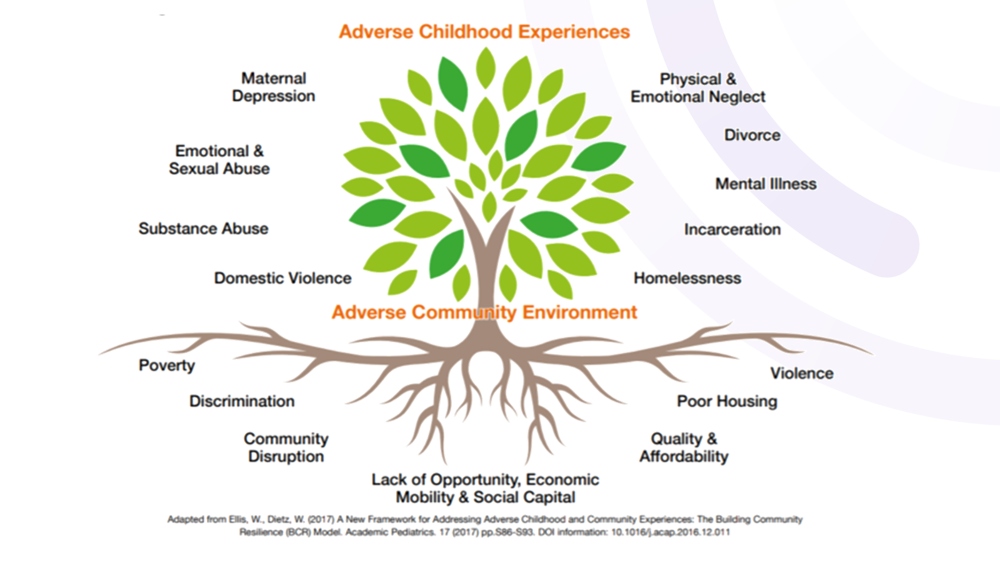 Adverse Childhood Experiences
Maternal
Depression
Physical &
Emotional Neglect
Divorce
Emotional &
Sexual Abuse
Mental Illness
Substance Abuse
Incarceration
Domestic Violence
Homelessness
Adverse Community Environment
Poverty
Violence
Discrimination
Poor Housing
Community
Disruption
Quality &
Affordability
Lack of Opportunity, Economic
Mobility & Social Capital
Adapted from Ellis, W., Dietz, W. (2017) A New Framework for Addressing Adverse Childhood and Community Experiences: The Building Community
Resilience (BCR) Model. Academic Pediatrics. 17 (2017) pp.S86-S93. DOI information: 10.1016/j.acap.2016.12.011